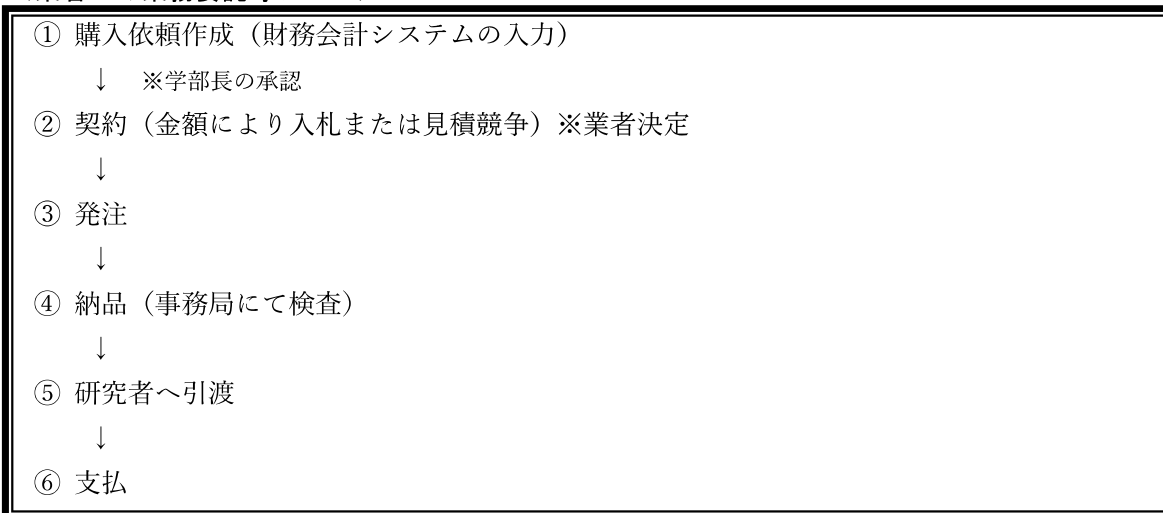 ① 購入依頼作成（財務会計システムの入力）
↓ ※学部長の承認
② 契約（金額により入札または見積競争）※業者決定
↓
③ 発注
↓
④ 納品（事務局にて検査）
↓
⑤ 研究者へ引渡
↓
⑥ 支払